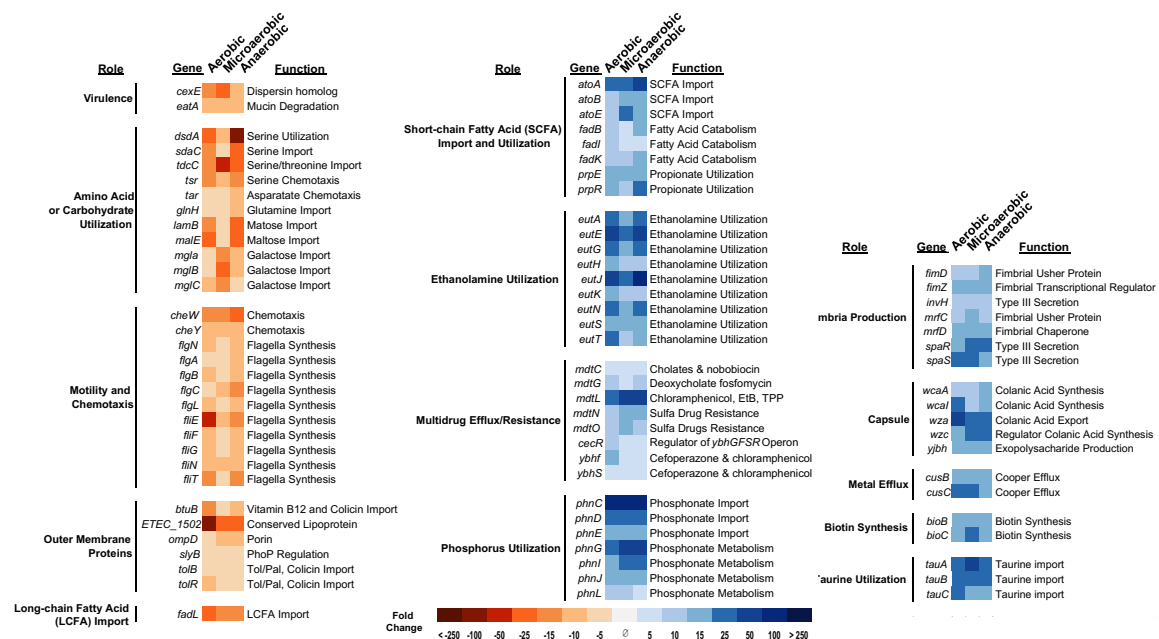 Role Gene Aerobic Microaerobic Anaerobic Function
Virulence
cexE Dispersin homolog
eatA Mucin Degradation
Amino Acid
or Carbohydrate
Utilization
dsdA Serine Utilization
sdaC Serine Import
tdcC Serine/threonine Import
tsr Serine Chemotaxis
tar Asparatate Chemotaxis
glnH Glutamine Import
lamB Matose Import
malE Maltose Import
mgla Galactose Import
mglB Galactose Import
mglC Galactose Import
Motility and
Chemotaxis
cheW Chemotaxis
cheY Chemotaxis
flgN Flagella Synthesis
flgA Flagella Synthesis
flgB Flagella Synthesis
flgC Flagella Synthesis
flgL Flagella Synthesis
fliE Flagella Synthesis
fliF Flagella Synthesis
fliG Flagella Synthesis
fliN Flagella Synthesis
fliT Flagella Synthesis
Outer Membrane
Proteins
btuB Vitamin B12 and Colicin Import
ETEC_1502 Conserved Lipoprotein
ompD Porin
slyB PhoP Regulation
tolB Tol/Pal, Colicin Import
tolR Tol/Pal, Colicin Import
Long-chain Fatty Acid
(LCFA) Import
fadL LCFA Import
Role Gene Aerobic Microaerobic Anaerobic Function
Short-chain Fatty Acid (SCFA)
Import and Utilization
atoA SCFA Import
atoB SCFA Import
atoE SCFA Import
fadB Fatty Acid Catabolism
fadI Fatty Acid Catabolism
fadK Fatty Acid Catabolism
prpE Propionate Utilization
prpR Propionate Utilization
Ethanolamine Utilization
eutA Ethanolamine Utilization
eutE Ethanolamine Utilization
eutG Ethanolamine Utilization
eutH Ethanolamine Utilization
eutJ Ethanolamine Utilization
eutK Ethanolamine Utilization
eutN Ethanolamine Utilization
eutS Ethanolamine Utilization
eutT Ethanolamine Utilization
Multidrug Efflux/Resistance
mdtC Cholates & nobobiocin
mdtG Deoxycholate fosfomycin
mdtL Chloramphenicol, EtB, TPP
mdtN Sulfa Drug Resistance
mdtO Sulfa Drugs Resistance
cecR Regulator of ybhGFSR Operon
ybhf Cefoperazone & chloramphenicol
ybhS Cefoperazone & chloramphenicol
Phosphorus Utilization
phnC Phosphonate Import
phnD Phosphonate Import
phnE Phosphonate Import
phnG Phosphonate Metabolism
phnI Phosphonate Metabolism
phnJ Phosphonate Metabolism
phnL Phosphonate Metabolism
Role Gene Aerobic Microaerobic Anaerobic Function
mbria Production
fimD Fimbrial Usher Protein
fimZ Fimbrial Transcriptional Regulator
invH Type III Secretion
mrfC Fimbrial Usher Protein
mrfD Fimbrial Chaperone
spaR Type III Secretion
spaS Type III Secretion
Capsule
wcaA Colanic Acid Synthesis
wcaI Colanic Acid Synthesis
wza Colanic Acid Export
wzc Regulator Colanic Acid Synthesis
yjbh Exopolysaccharide Production
Metal Efflux
cusB Cooper Efflux
cusC Cooper Efflux
Biotin Synthesis
bioB Biotin Synthesis
bioC Biotin Synthesis
Taurine Utilization
tauA Taurine import
tauB Taurine import
tauC Taurine import
Fold
Change
< -250 -100 -50 -25 -15 -10 -5 Ø 5 10 15 25 50 100 > 250